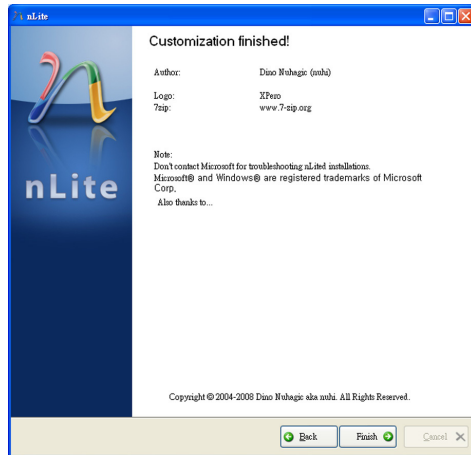 nLite
Customization finished!
Author: Dino Nuhagic (nuhi)
Logo: XPero
7zip: www.7-zip.org
Note:
Don't contact Microsoft for troubleshooting nLited installations.
Microsoft® and Windows® are registered trademarks of Microsoft
Corp.
Also thanks to...
nLite
Copyright © 2004-2008 Dino Nuhagic aka nuhi. All Rights Reserved.
Back Finish Cancel